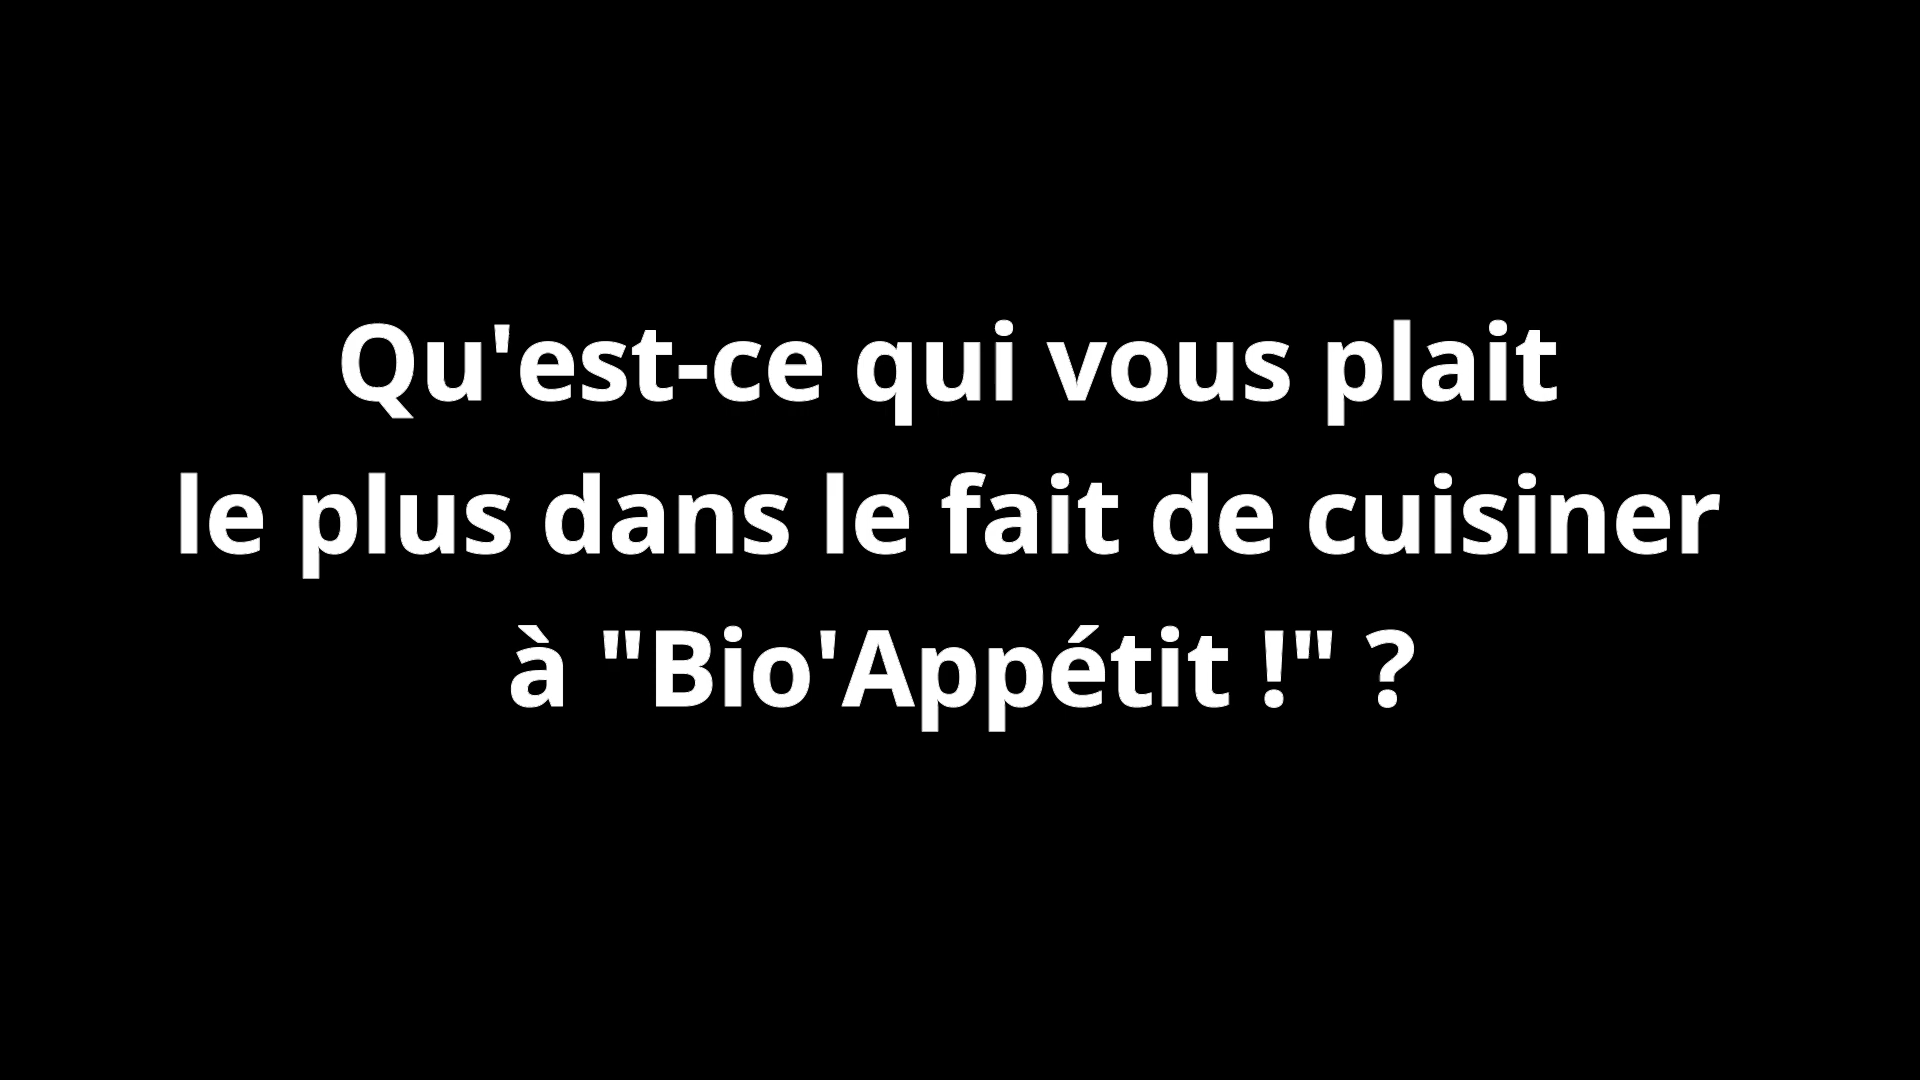 Qu'est-ce qui vous plait
le plus dans le fait de cuisiner
à "Bio'Appétit !" ?